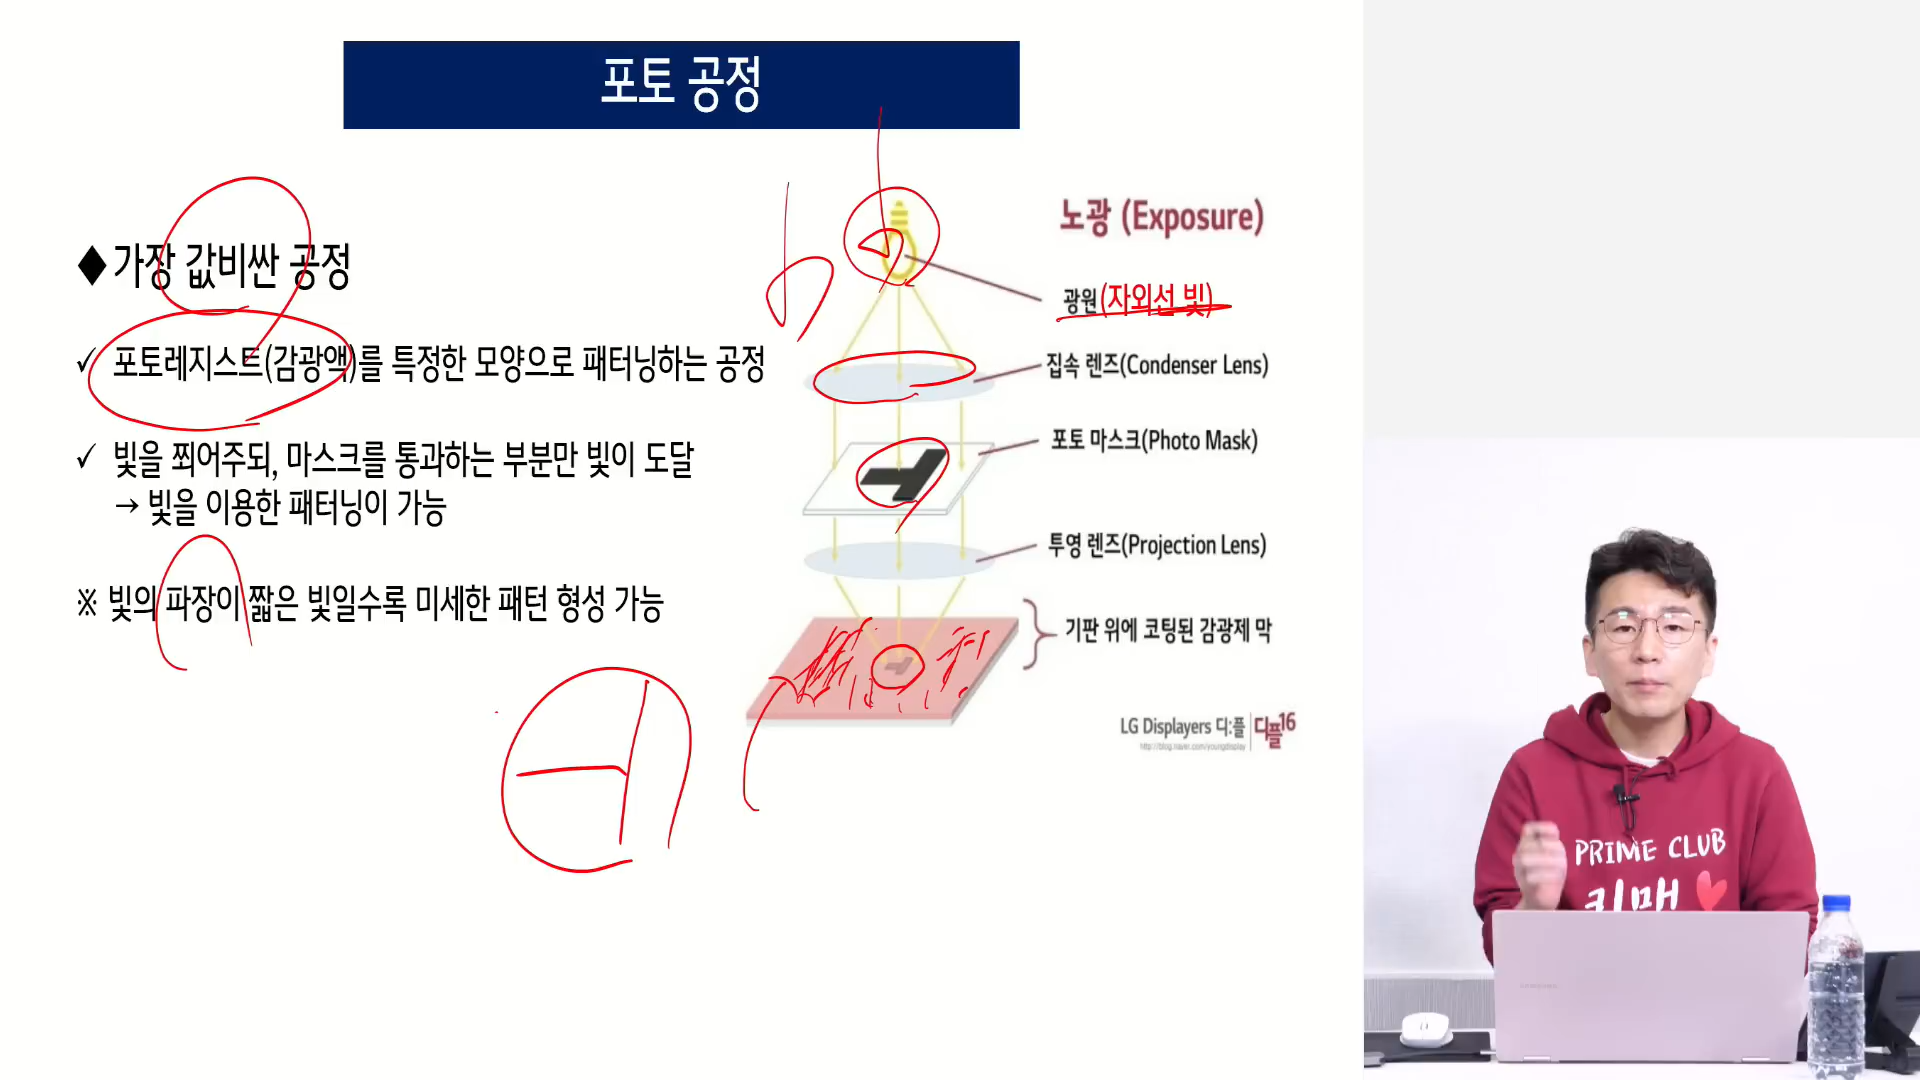 포토 공정
◆가장 값비싼 공정
✓ 포토레지스트(감광액)를 특정한 모양으로 패터닝하는 공정
✓ 빛을 쬐어주되, 마스크를 통과하는 부분만 빛이 도달
→ 빛을 이용한 패터닝이 가능
※ 빛의 파장이 짧은 빛일수록 미세한 패턴 형성 가능
노광 (Exposure)
광원(자외선 빛)
집속 렌즈(Condenser Lens)
포토 마스크(Photo Mask)
투영 렌즈(Projection Lens)
기판 위에 코팅된 감광제 막
LG Displayers 디:플 디플16
http://blog.naver.com/youngdisplay
PRIME CLUB
SAMSUNG